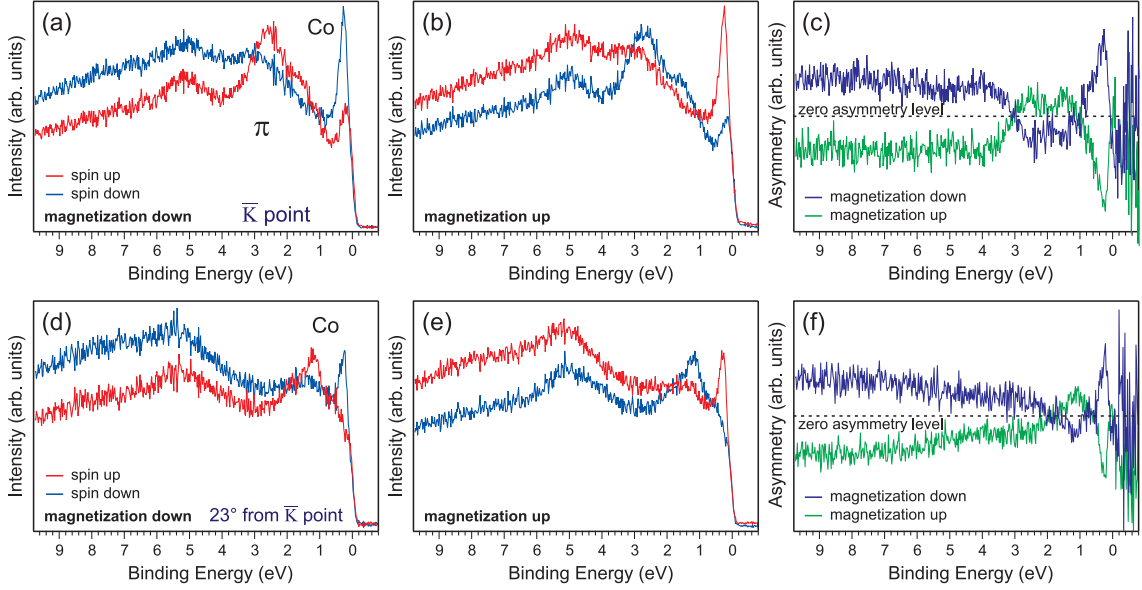 (a)
Co
π
spin up
spin down
magnetization down
K̅ point
Intensity (arb. units)
9 8 7 6 5 4 3 2 1 0
Binding Energy (eV)
(b)
magnetization up
Intensity (arb. units)
9 8 7 6 5 4 3 2 1 0
Binding Energy (eV)
(c)
zero asymmetry level
magnetization down
magnetization up
Asymmetry (arb. units)
9 8 7 6 5 4 3 2 1 0
Binding Energy (eV)
(d)
Co
spin up
spin down
magnetization down
23° from K̅ point
Intensity (arb. units)
9 8 7 6 5 4 3 2 1 0
Binding Energy (eV)
(e)
magnetization up
Intensity (arb. units)
9 8 7 6 5 4 3 2 1 0
Binding Energy (eV)
(f)
zero asymmetry level
magnetization down
magnetization up
Asymmetry (arb. units)
9 8 7 6 5 4 3 2 1 0
Binding Energy (eV)